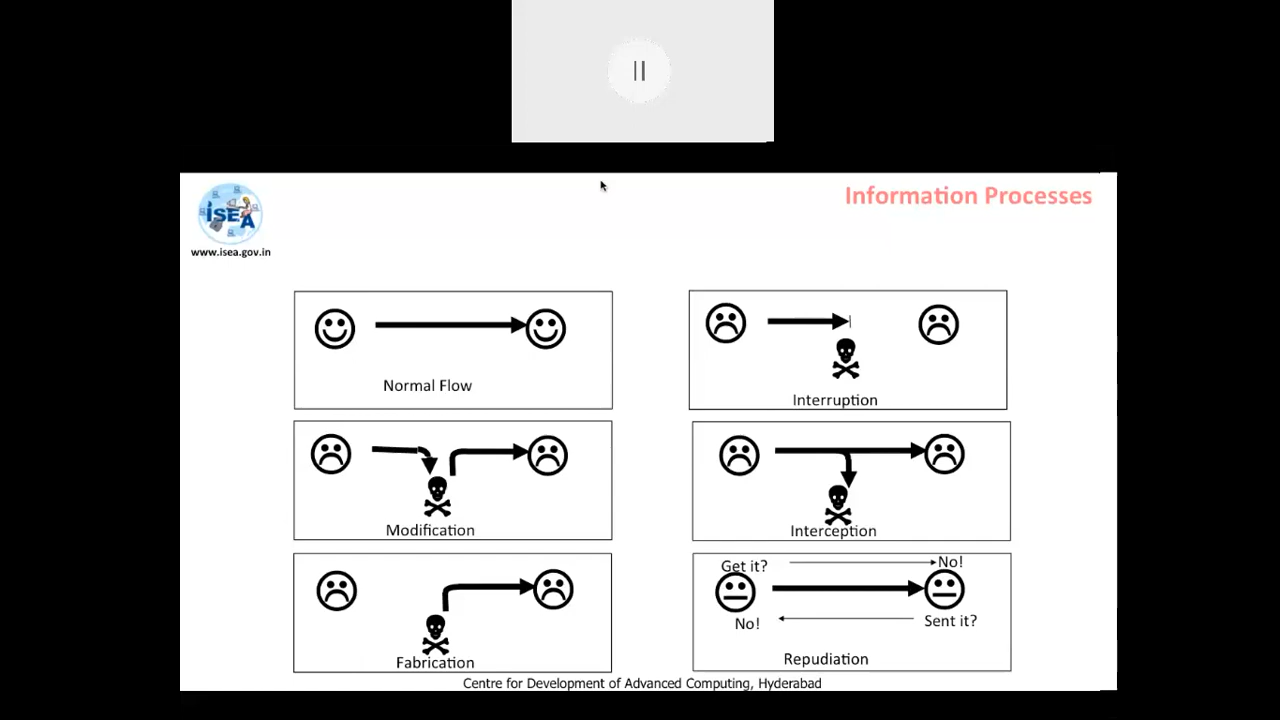 Information Processes
ISEA
www.isea.gov.in
Normal Flow
Interruption
Modification
Interception
Fabrication
Get it?
No!
No!
Sent it?
Repudiation
Centre for Development of Advanced Computing, Hyderabad